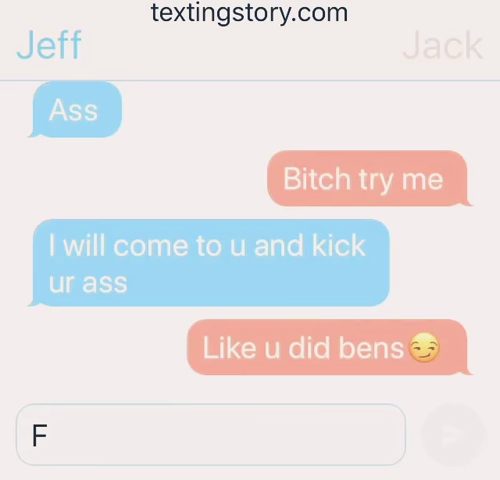 textingstory.com
Jeff Jack
Ass
Bitch try me
I will come to u and kick
ur ass
Like u did bens😏
F